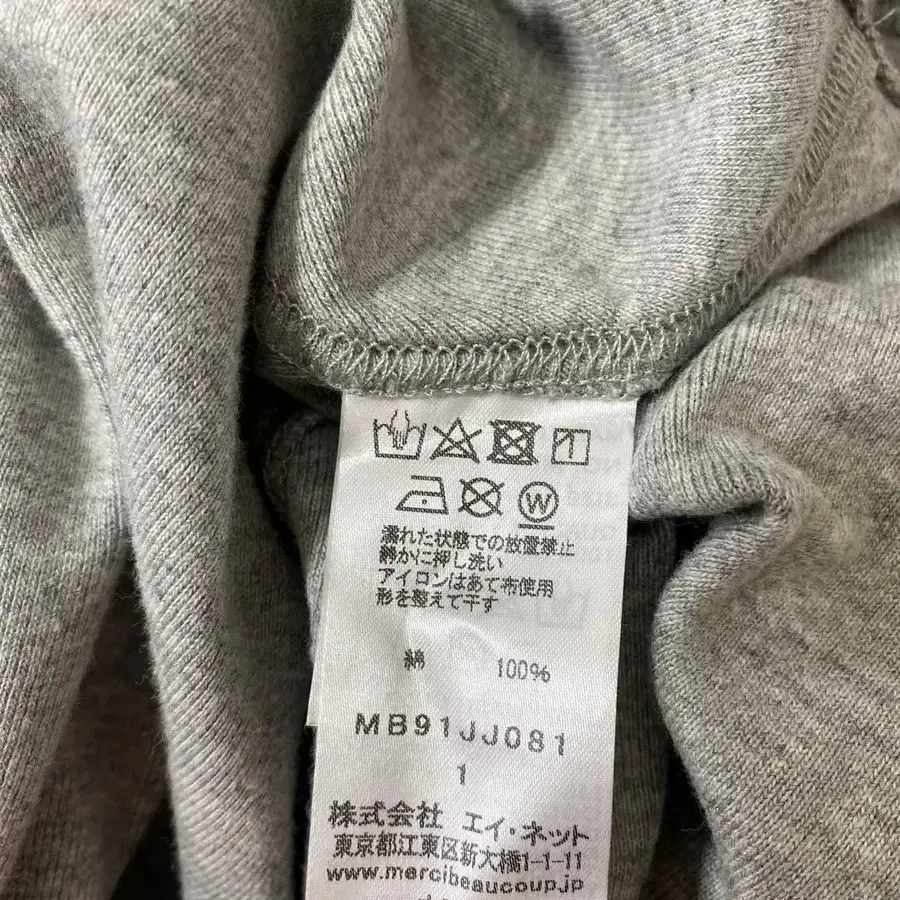 W
濡れた状態での放置禁止
静かに押し洗い
アイロンはあて布使用
形を整えて干す
綿 100%
MB91JJ081
1
株式会社 エイ・ネット
東京都江東区新大橋1-1-11
www.mercibeaucoup.jp